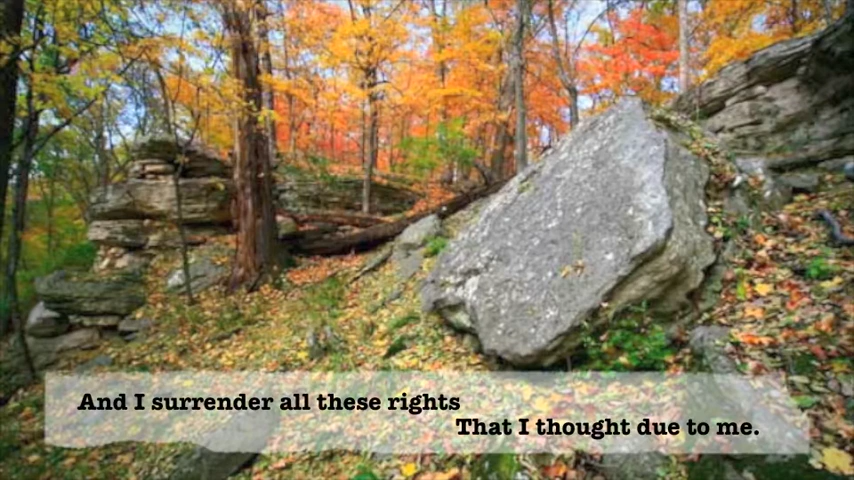 And I surrender all these rights
That I thought due to me.